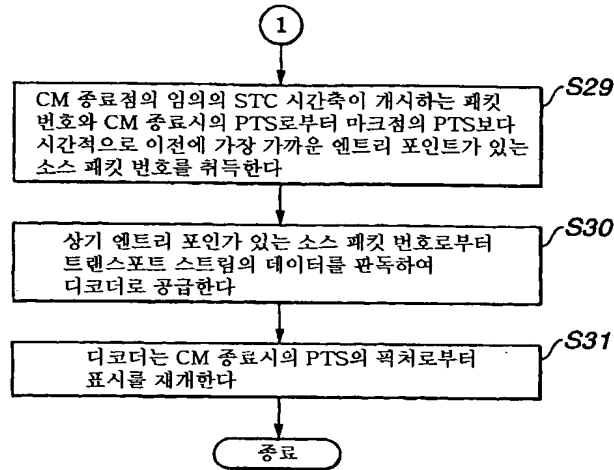 1
S29
CM 종료점의 임의의 STC 시간축이 개시하는 패킷
번호와 CM 종료시의 PTS로부터 마크점의 PTS보다
시간적으로 이전에 가장 가까운 엔트리 포인트가 있는
소스 패킷 번호를 취득한다
S30
상기 엔트리 포인가 있는 소스 패킷 번호로부터
트랜스포트 스트림의 데이터를 판독하여
디코더로 공급한다
S31
디코더는 CM 종료시의 PTS의 픽처로부터
표시를 재개한다
종료